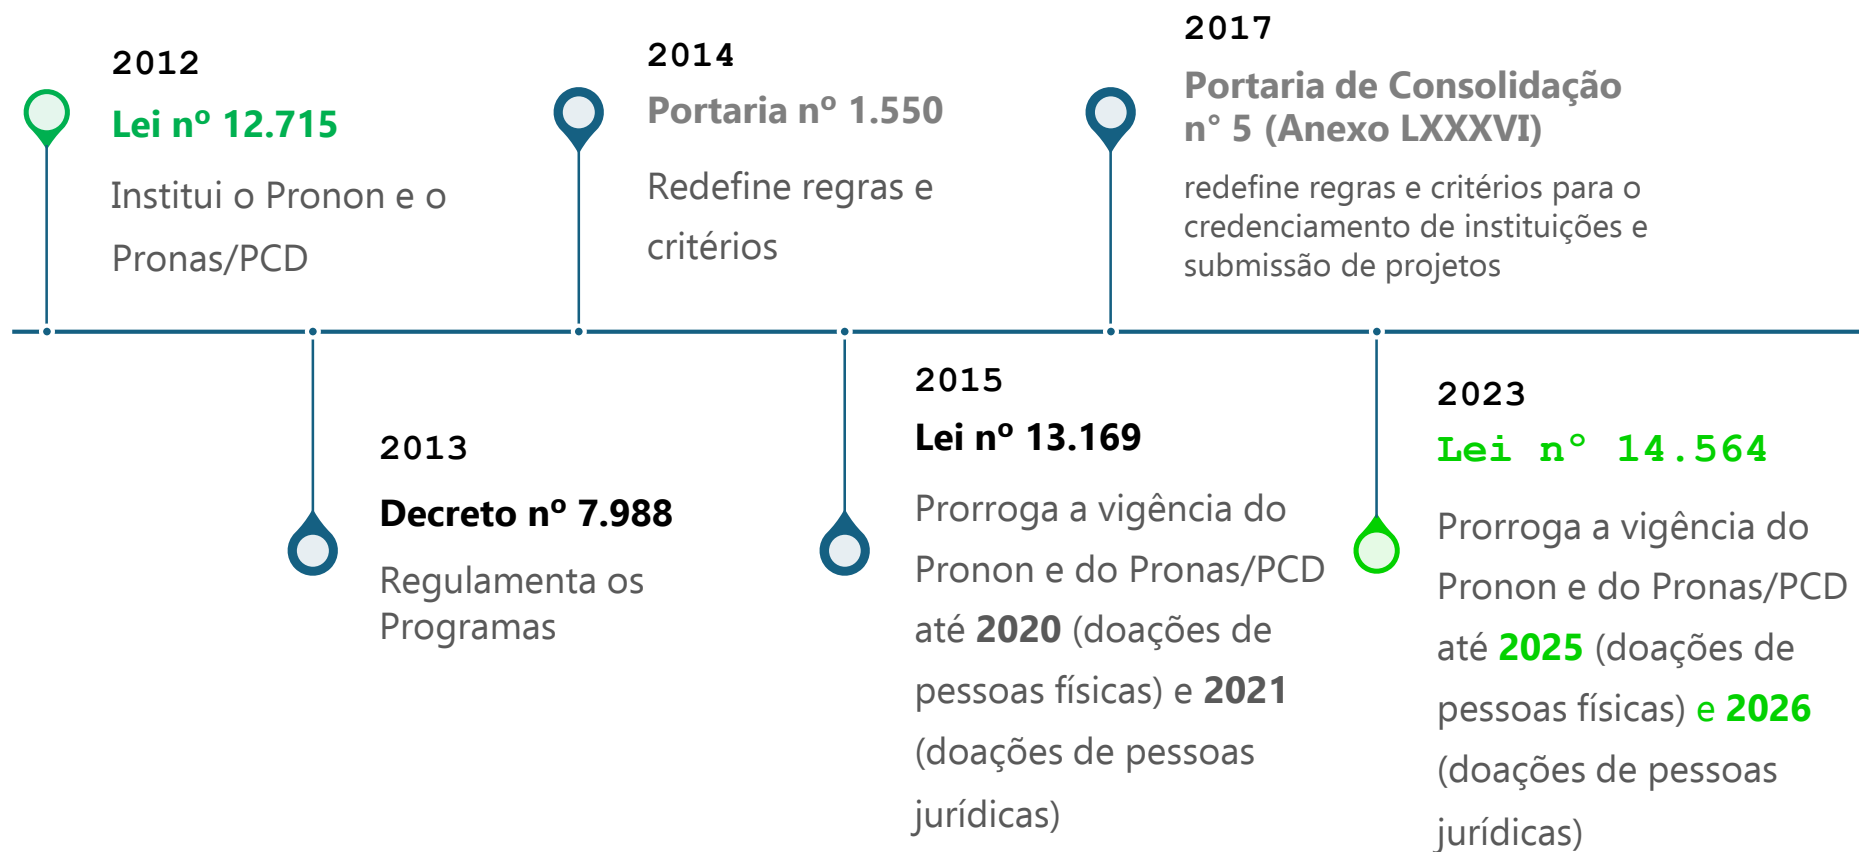 2012
Lei nº 12.715
Institui o Pronon e o
Pronas/PCD
2013
Decreto nº 7.988
Regulamenta os
Programas
2014
Portaria nº 1.550
Redefine regras e
critérios
2015
Lei nº 13.169
Prorroga a vigência do
Pronon e do Pronas/PCD
até 2020 (doações de
pessoas físicas) e 2021
(doações de pessoas
jurídicas)
2017
Portaria de Consolidação
n° 5 (Anexo LXXXVI)
redefine regras e critérios para o
credenciamento de instituições e
submissão de projetos
2023
Lei n° 14.564
Prorroga a vigência do
Pronon e do Pronas/PCD
até 2025 (doações de
pessoas físicas) e 2026
(doações de pessoas
jurídicas)